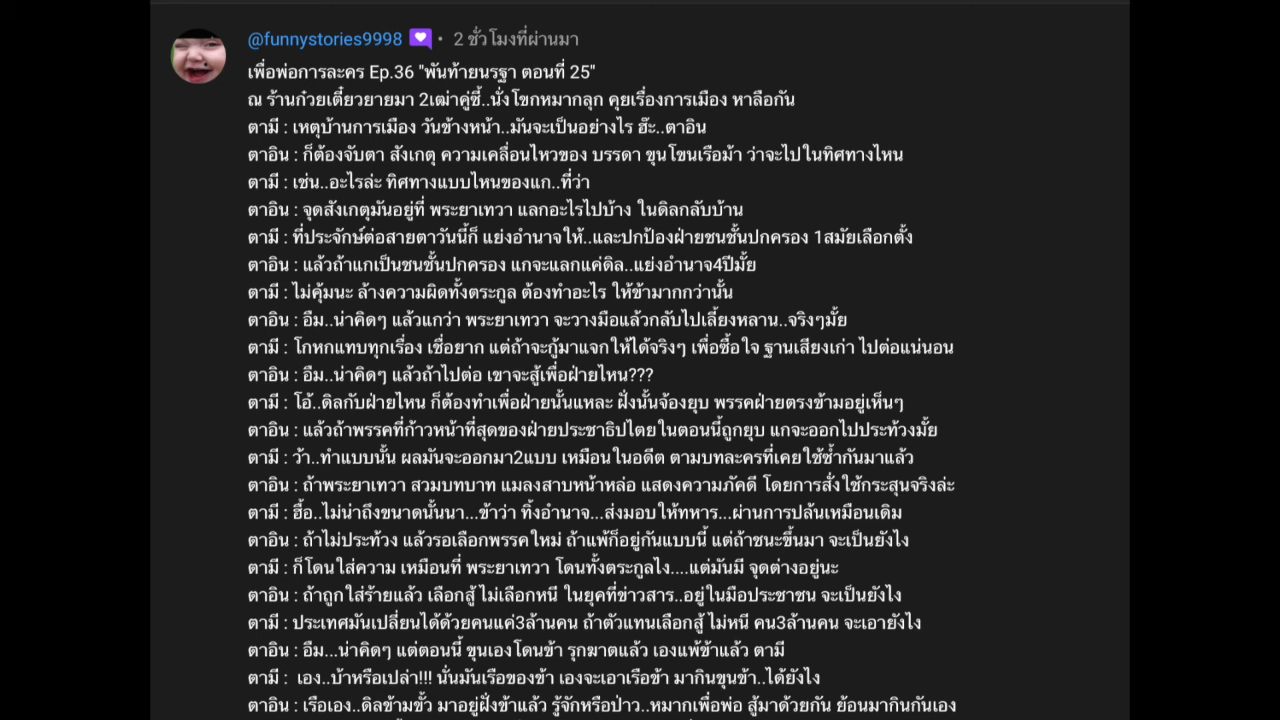 @funnystories9998 • 2 ชั่วโมงที่ผ่านมา
เพื่อพ่อการละคร Ep.36 "พันท้ายนรฐา ตอนที่ 25"
ณ ร้านก๋วยเตี๋ยวยายมา 2เฒ่าคู่ซี้..นั่งโขกหมากลุก คุยเรื่องการเมือง หาลือกัน
ตามี : เหตุบ้านการเมือง วันข้างหน้า..มันจะเป็นอย่างไร ฮ๊ะ..ตาอิน
ตาอิน : ก็ต้องจับตา สังเกตุ ความเคลื่อนไหวของ บรรดา ขุนโขนเรือม้า ว่าจะไปในทิศทางไหน
ตามี : เช่น..อะไรล่ะ ทิศทางแบบไหนของแก..ที่ว่า
ตาอิน : จุดสังเกตุมันอยู่ที่ พระยาเทวา แลกอะไรไปบ้าง ในดิลกลับบ้าน
ตามี : ที่ประจักษ์ต่อสายตาวันนี้ก็ แย่งอำนาจให้..และปกป้องฝ่ายชนชั้นปกครอง 1สมัยเลือกตั้ง
ตาอิน : แล้วถ้าแกเป็นชนชั้นปกครอง แกจะแลกแค่ดิล..แย่งอำนาจ4ปีมั้ย
ตามี : ไม่คุ้มนะ ล้างความผิดทั้งตระกูล ต้องทำอะไร ให้ข้ามากกว่านั้น
ตาอิน : อืม..น่าคิดๆ แล้วแกว่า พระยาเทวา จะวางมือแล้วกลับไปเลี้ยงหลาน..จริงๆมั้ย
ตามี : โกหกแทบทุกเรื่อง เชื่อยาก แต่ถ้าจะกู้มาแจกให้ได้จริงๆ เพื่อซื้อใจ ฐานเสียงเก่า ไปต่อแน่นอน
ตาอิน : อืม..น่าคิดๆ แล้วถ้าไปต่อ เขาจะสู้เพื่อฝ่ายไหน???
ตามี : โอ้..ดิลกับฝ่ายไหน ก็ต้องทำเพื่อฝ่ายนั้นแหละ ฝั่งนั้นจ้องยุบ พรรคฝ่ายตรงข้ามอยู่เห็นๆ
ตาอิน : แล้วถ้าพรรคที่ก้าวหน้าที่สุดของฝ่ายประชาธิปไตยในตอนนี้ถูกยุบ แกจะออกไปประท้วงมั้ย
ตามี : ว้า..ทำแบบนั้น ผลมันจะออกมา2แบบ เหมือนในอดีต ตามบทละครที่เคยใช้ซ้ำกันมาแล้ว
ตาอิน : ถ้าพระยาเทวา สวมบทบาท แมลงสาบหน้าหล่อ แสดงความภัคดี โดยการสั่งใช้กระสุนจริงล่ะ
ตามี : ฮื้อ..ไม่น่าถึงขนาดนั้นนา...ข้าว่า ทิ้งอำนาจ...ส่งมอบให้ทหาร...ผ่านการปล้นเหมือนเดิม
ตาอิน : ถ้าไม่ประท้วง แล้วรอเลือกพรรคใหม่ ถ้าแพ้ก็อยู่กันแบบนี้ แต่ถ้าชนะขึ้นมา จะเป็นยังไง
ตามี : ก็โดนใส่ความ เหมือนที่ พระยาเทวา โดนทั้งตระกูลไง....แต่มันมี จุดต่างอยู่นะ
ตาอิน : ถ้าถูกใส่ร้ายแล้ว เลือกสู้ ไม่เลือกหนี ในยุคที่ข่าวสาร..อยู่ในมือประชาชน จะเป็นยังไง
ตามี : ประเทศมันเปลี่ยนได้ด้วยคนแค่3ล้านคน ถ้าตัวแทนเลือกสู้ ไม่หนี คน3ล้านคน จะเอายังไง
ตาอิน : อืม...น่าคิดๆ แต่ตอนนี้ ขุนเองโดนข้า รุกฆาตแล้ว เองแพ้ข้าแล้ว ตามี
ตามี : เอง..บ้าหรือเปล่า!!! นั่นมันเรือของข้า เองจะเอาเรือข้า มากินขุนข้า..ได้ยังไง
ตาอิน : เรือเอง..ดิลข้ามขั้ว มาอยู่ฝั่งข้าแล้ว รู้จักหรือป่าว..หมากเพื่อพ่อ สู้มาด้วยกัน ย้อนมากินกันเอง